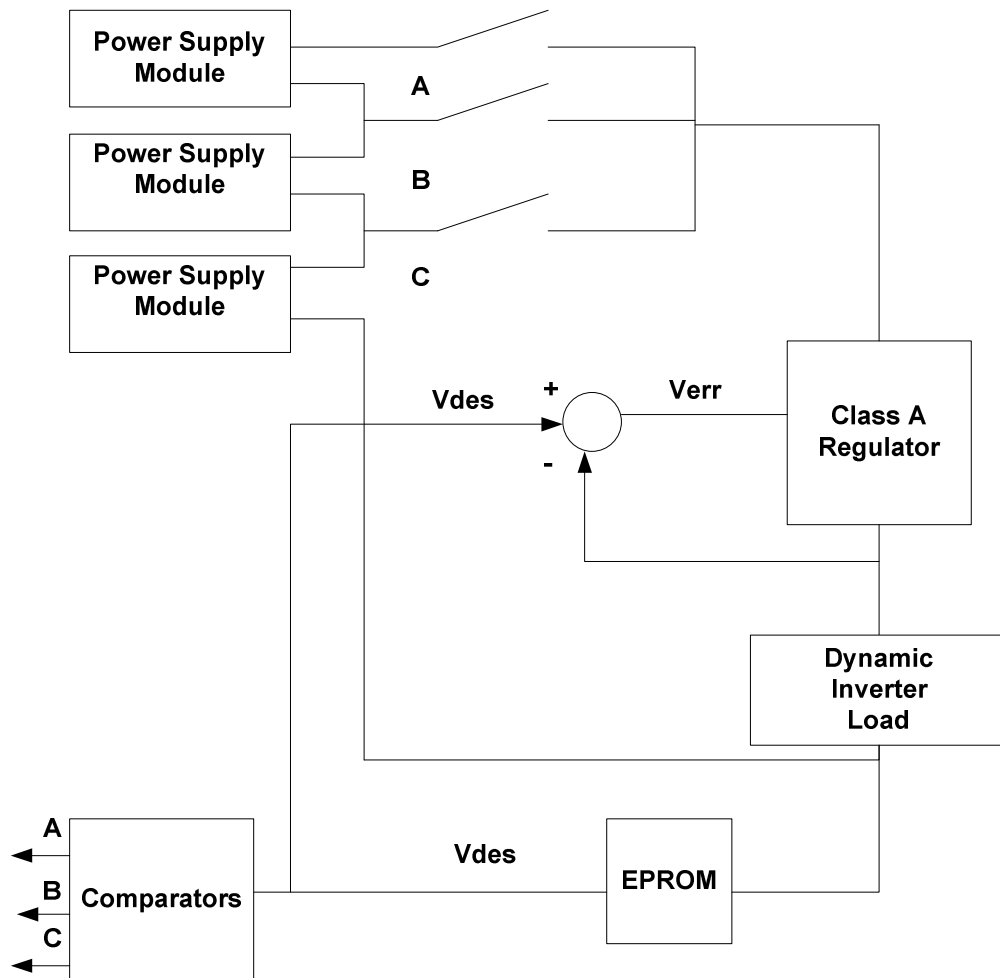 Power Supply
Module
A
Power Supply
Module
B
Power Supply
Module
C
+
Vdes
Verr
-
Class A
Regulator
Dynamic
Inverter
Load
A
B
C
Comparators
Vdes
EPROM